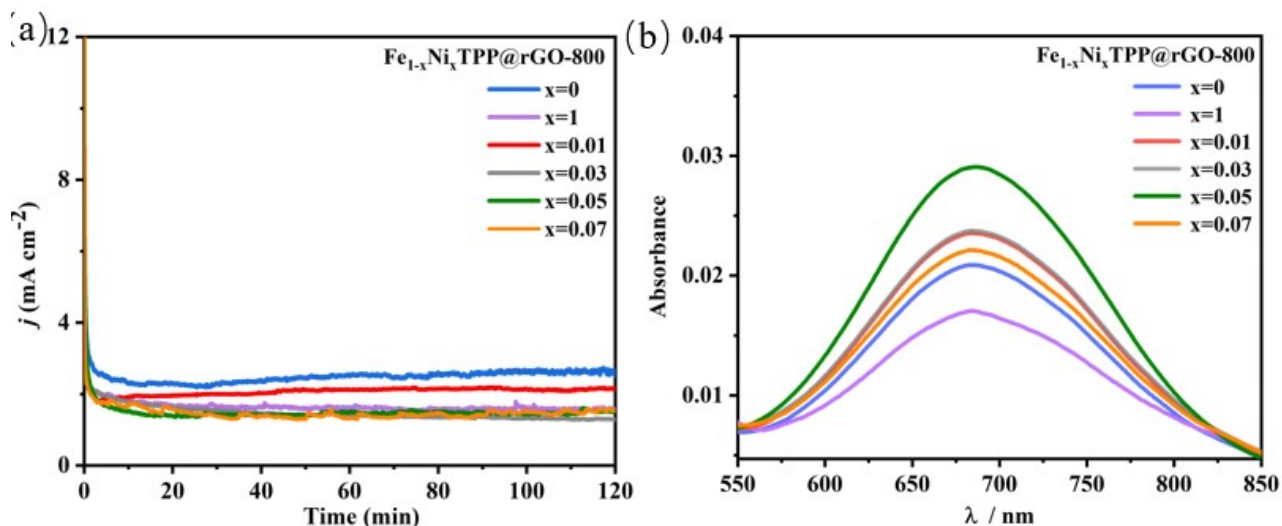 (a)
Fe₁₋ₓNiₓTPP@rGO-800
x=0
x=1
x=0.01
x=0.03
x=0.05
x=0.07
12
8
4
0
j (mA cm⁻²)
0 20 40 60 80 100 120
Time (min)
(b)
Fe₁₋ₓNiₓTPP@rGO-800
x=0
x=1
x=0.01
x=0.03
x=0.05
x=0.07
0.04
0.03
0.02
0.01
Absorbance
550 600 650 700 750 800 850
λ / nm